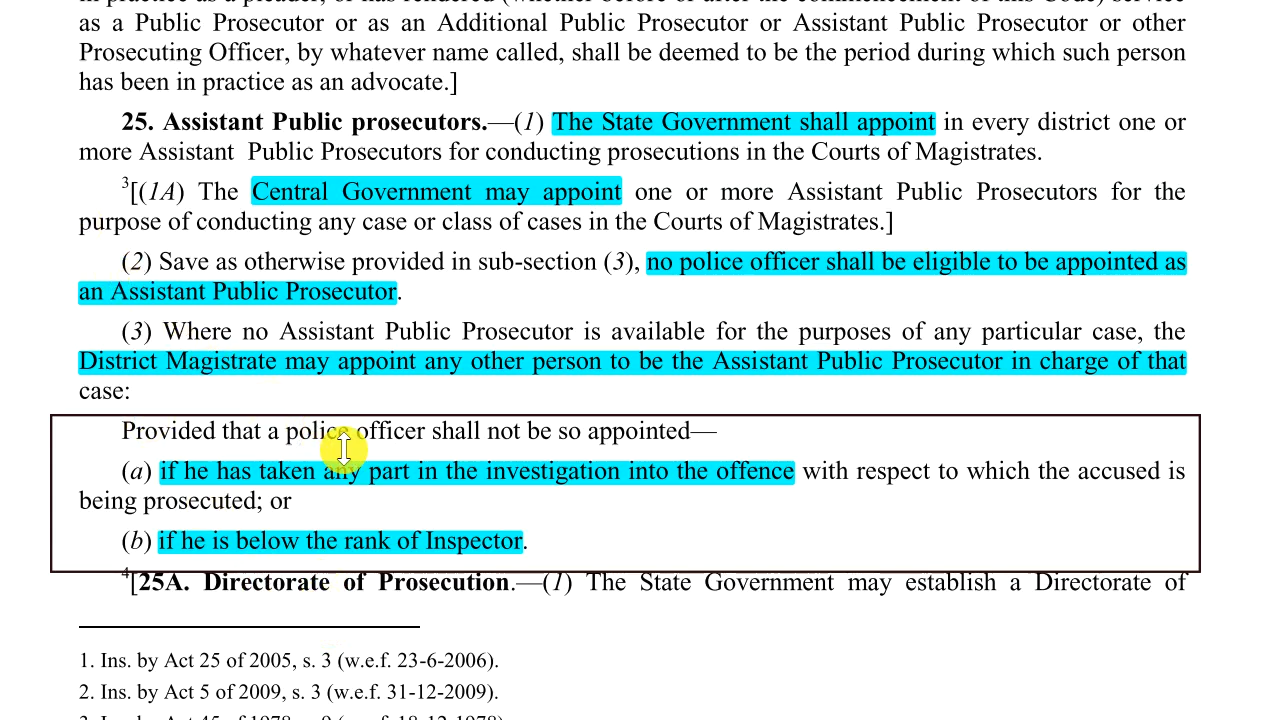 as a Public Prosecutor or as an Additional Public Prosecutor or Assistant Public Prosecutor or other
Prosecuting Officer, by whatever name called, shall be deemed to be the period during which such person
has been in practice as an advocate.]
25. Assistant Public prosecutors.—(1) The State Government shall appoint in every district one or
more Assistant Public Prosecutors for conducting prosecutions in the Courts of Magistrates.
3[(1A) The Central Government may appoint one or more Assistant Public Prosecutors for the
purpose of conducting any case or class of cases in the Courts of Magistrates.]
(2) Save as otherwise provided in sub-section (3), no police officer shall be eligible to be appointed as
an Assistant Public Prosecutor.
(3) Where no Assistant Public Prosecutor is available for the purposes of any particular case, the
District Magistrate may appoint any other person to be the Assistant Public Prosecutor in charge of that
case:
Provided that a police officer shall not be so appointed—
(a) if he has taken any part in the investigation into the offence with respect to which the accused is
being prosecuted; or
(b) if he is below the rank of Inspector.
4[25A. Directorate of Prosecution.—(1) The State Government may establish a Directorate of
1. Ins. by Act 25 of 2005, s. 3 (w.e.f. 23-6-2006).
2. Ins. by Act 5 of 2009, s. 3 (w.e.f. 31-12-2009).